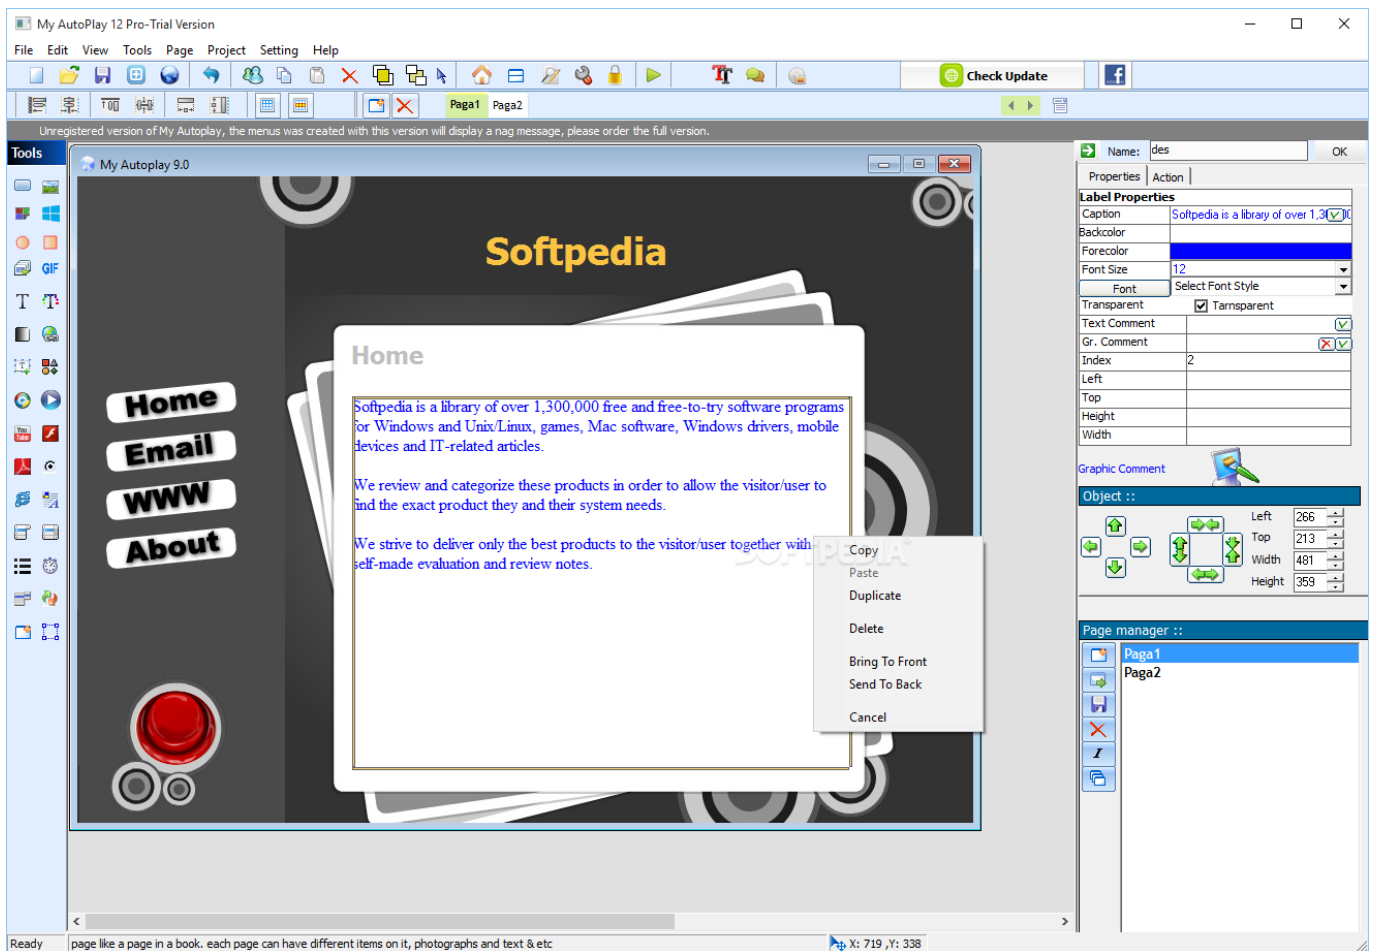 My AutoPlay 12 Pro-Trial Version
File Edit View Tools Page Project Setting Help
Check Update
Paga1 Paga2
Unregistered version of My Autoplay, the menus was created with this version will display a nag message, please order the full version.
Tools
GIF
My Autoplay 9.0
Softpedia
Home
Home
Email
WWW
About
Softpedia is a library of over 1,300,000 free and free-to-try software programs
for Windows and Unix/Linux, games, Mac software, Windows drivers, mobile
devices and IT-related articles.
We review and categorize these products in order to allow the visitor/user to
find the exact product they and their system needs.
We strive to deliver only the best products to the visitor/user together with
self-made evaluation and review notes.
SOFTPEDIA
Copy
Paste
Duplicate
Delete
Bring To Front
Send To Back
Cancel
Name: des OK
Properties Action
Label Properties
Caption Softpedia is a library of over 1,3
Backcolor
Forecolor
Font Size 12
Font Select Font Style
Transparent Tarnsparent
Text Comment
Gr. Comment
Index 2
Left
Top
Height
Width
Graphic Comment
Object ::
Left 266
Top 213
Width 481
Height 359
Page manager ::
Paga1
Paga2
Ready page like a page in a book. each page can have different items on it, photographs and text & etc X: 719 ,Y: 338